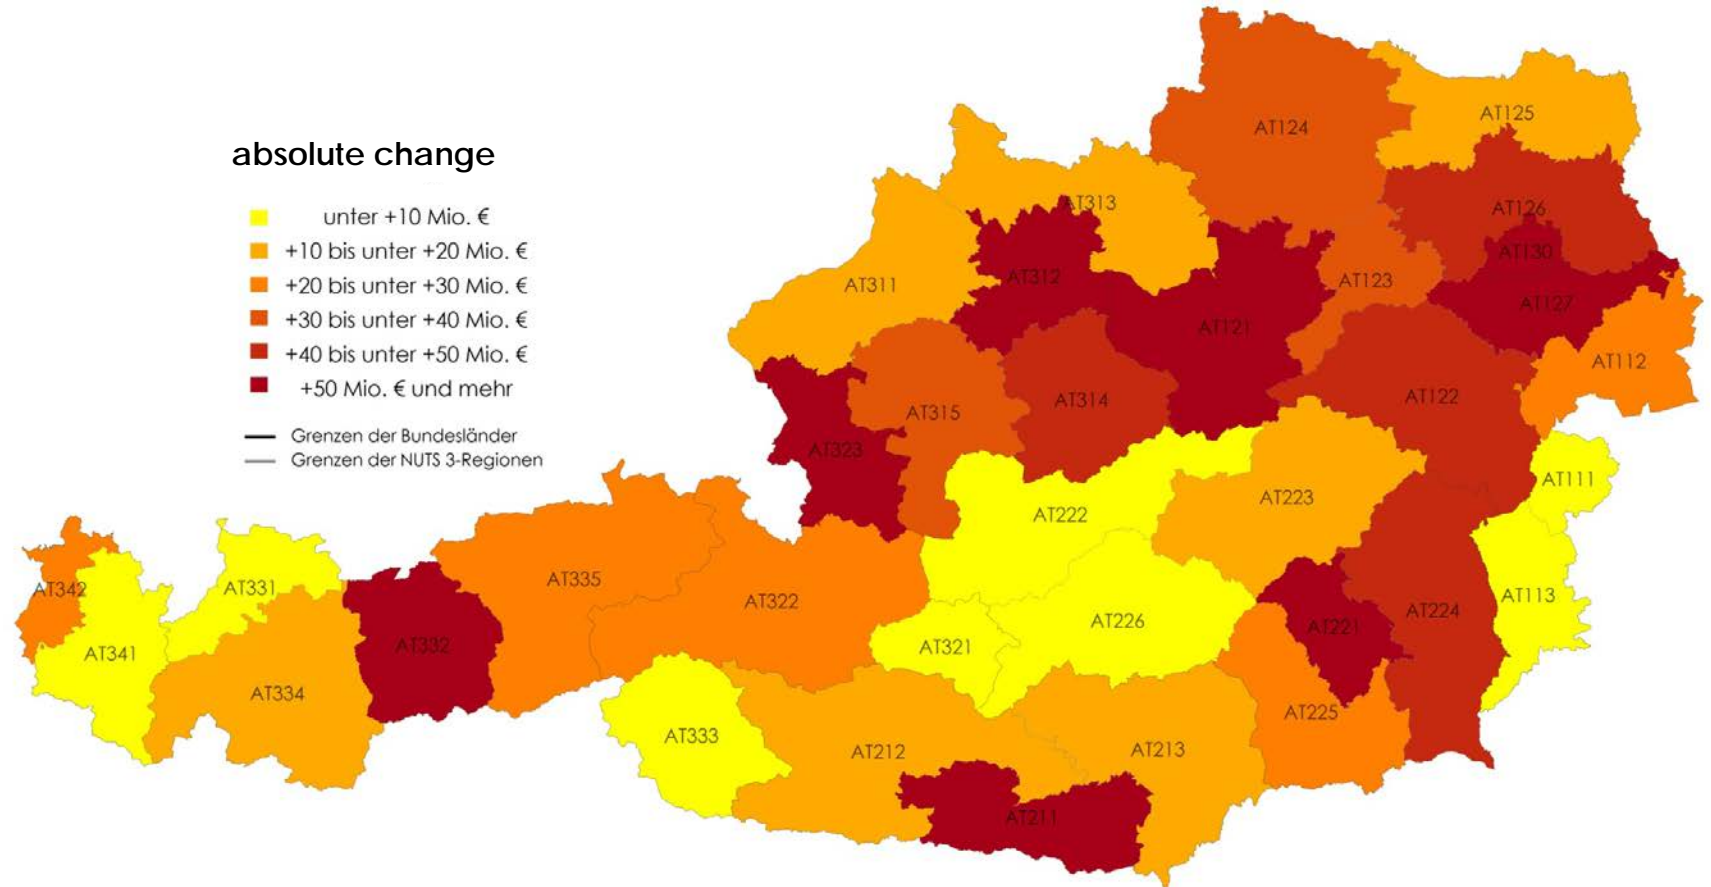 absolute change
unter +10 Mio. €
+10 bis unter +20 Mio. €
+20 bis unter +30 Mio. €
+30 bis unter +40 Mio. €
+40 bis unter +50 Mio. €
+50 Mio. € und mehr
Grenzen der Bundesländer
Grenzen der NUTS 3-Regionen
AT125
AT124
AT313
AT126
AT130
AT312
AT123
AT311
AT127
AT121
AT112
AT122
AT314
AT315
AT323
AT111
AT223
AT222
AT335
AT342
AT331
AT113
AT322
AT224
AT226
AT221
AT332
AT321
AT341
AT334
AT225
AT333
AT213
AT212
AT211